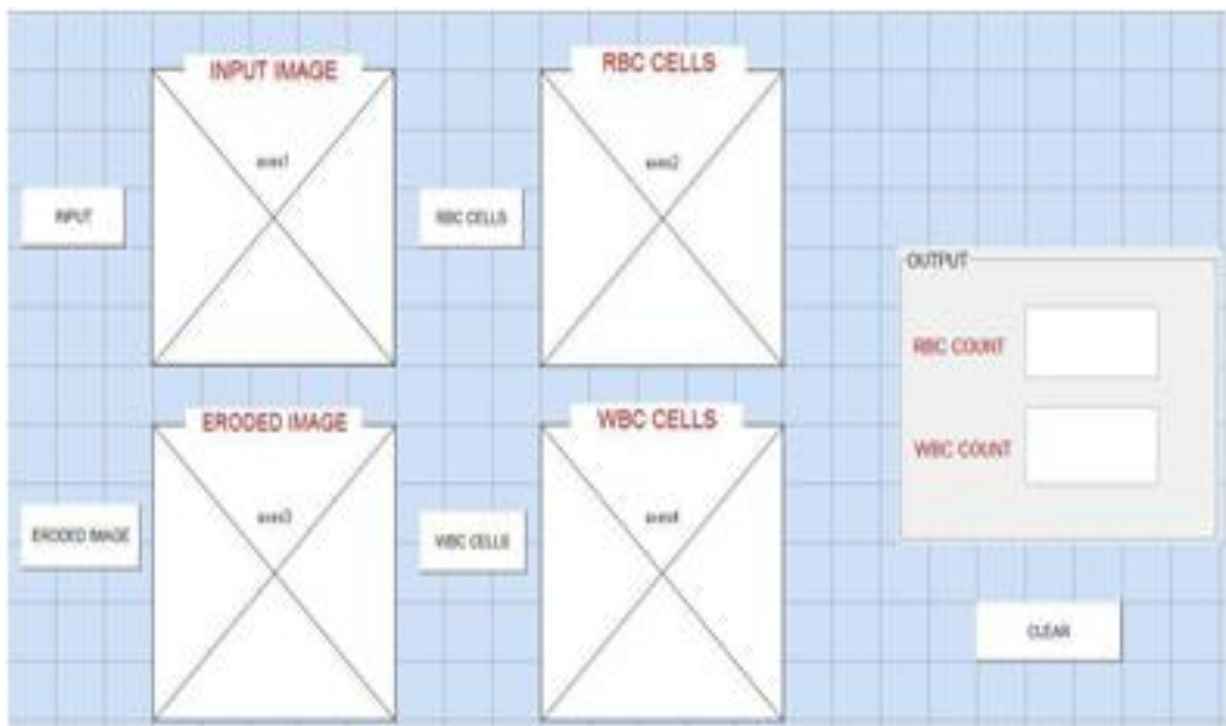 INPUT IMAGE
RBC CELLS
axes1
axes2
INPUT
RBC CELLS
OUTPUT
RBC COUNT
WBC COUNT
ERODED IMAGE
WBC CELLS
axes3
axes4
ERODED IMAGE
WBC CELLS
CLEAR